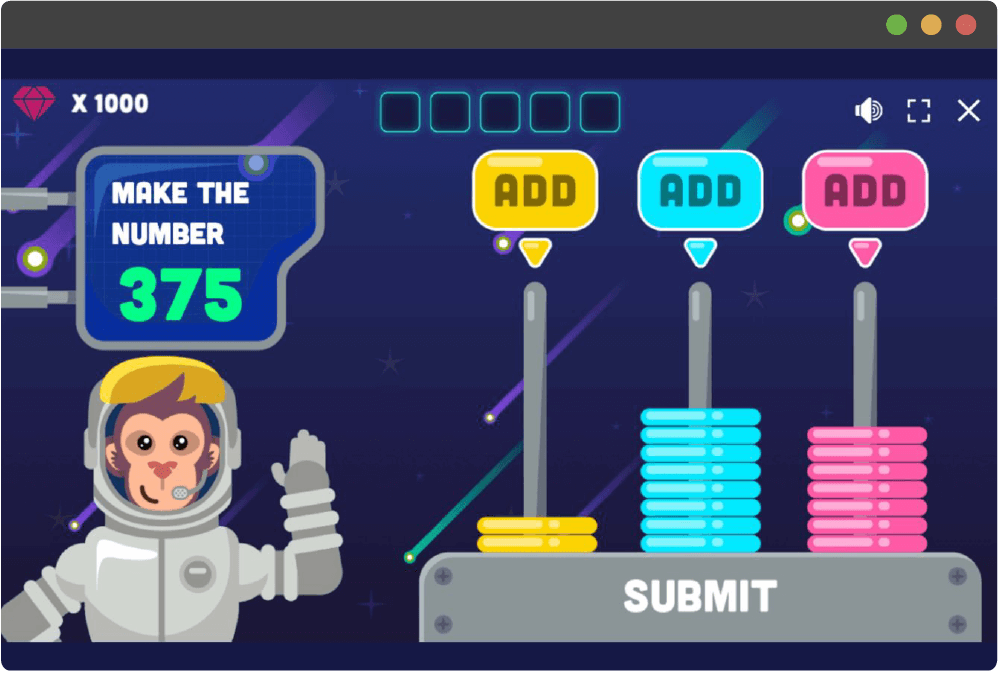 X 1000
MAKE THE
NUMBER
375
ADD
ADD
ADD
SUBMIT